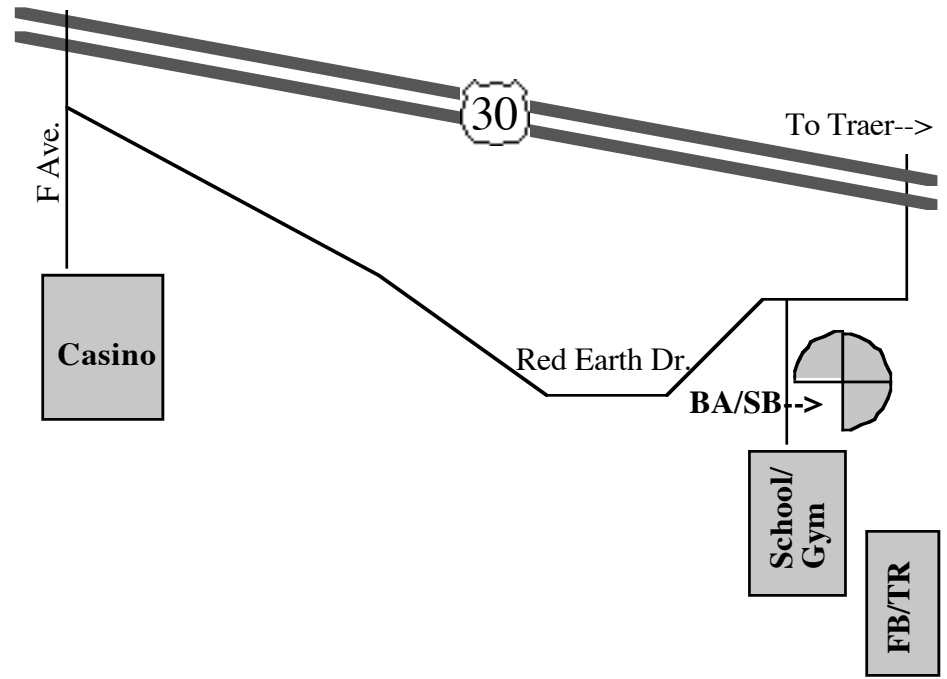 30
To Traer-->
F Ave.
Casino
Red Earth Dr.
BA/SB-->
School/
Gym
FB/TR